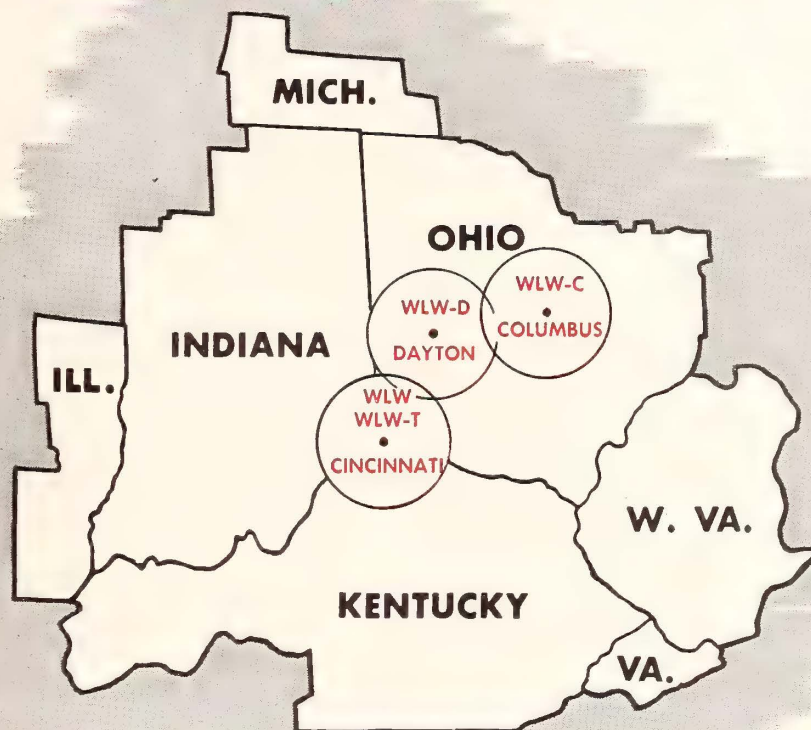 MICH.
OHIO
WLW-C
COLUMBUS
WLW-D
DAYTON
INDIANA
ILL.
WLW
WLW-T
CINCINNATI
W. VA.
KENTUCKY
VA.